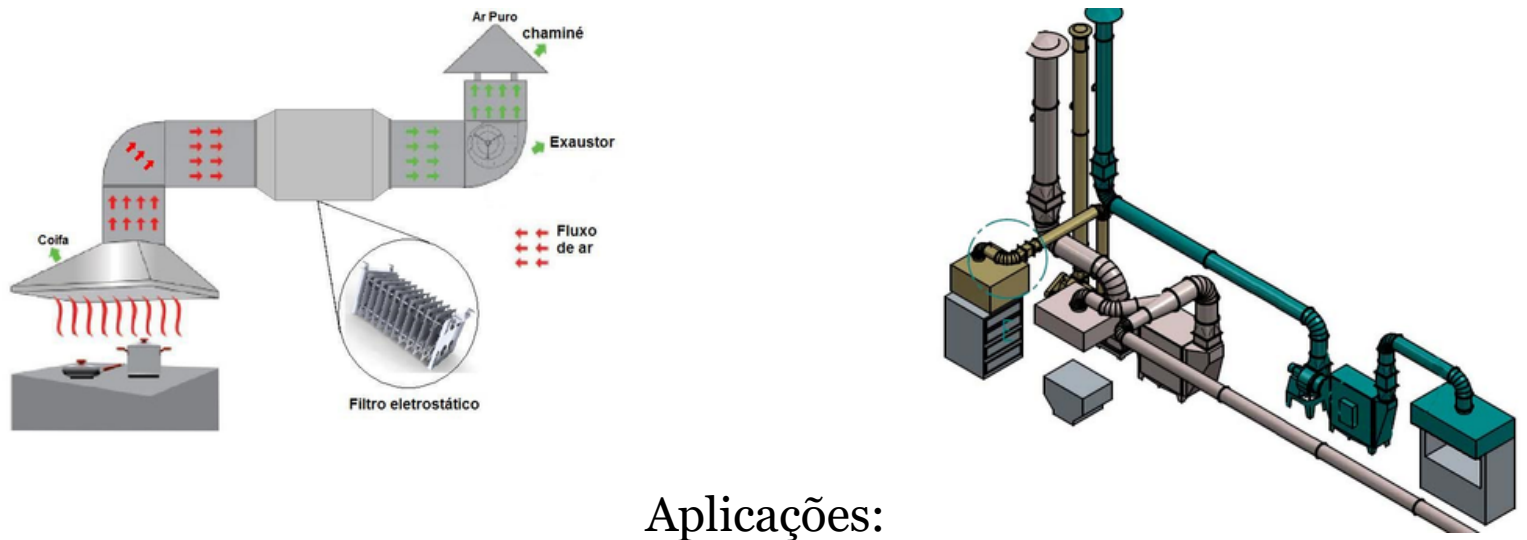 Ar Puro
chaminé
Exaustor
Coifa
Fluxo
de ar
Filtro eletrostático
Aplicações: